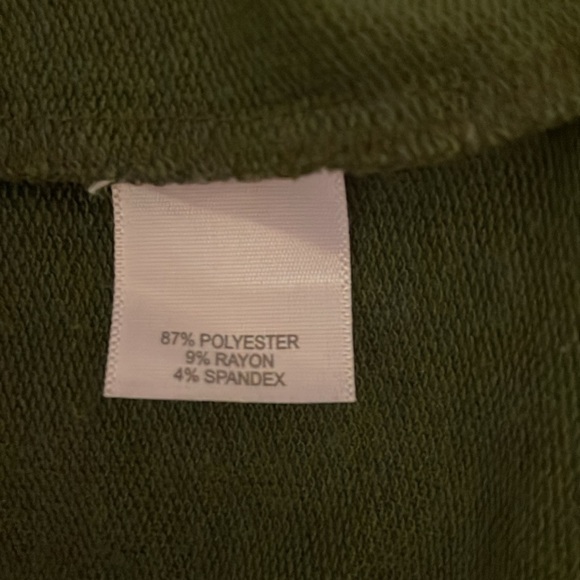 87% POLYESTER
9% RAYON
4% SPANDEX